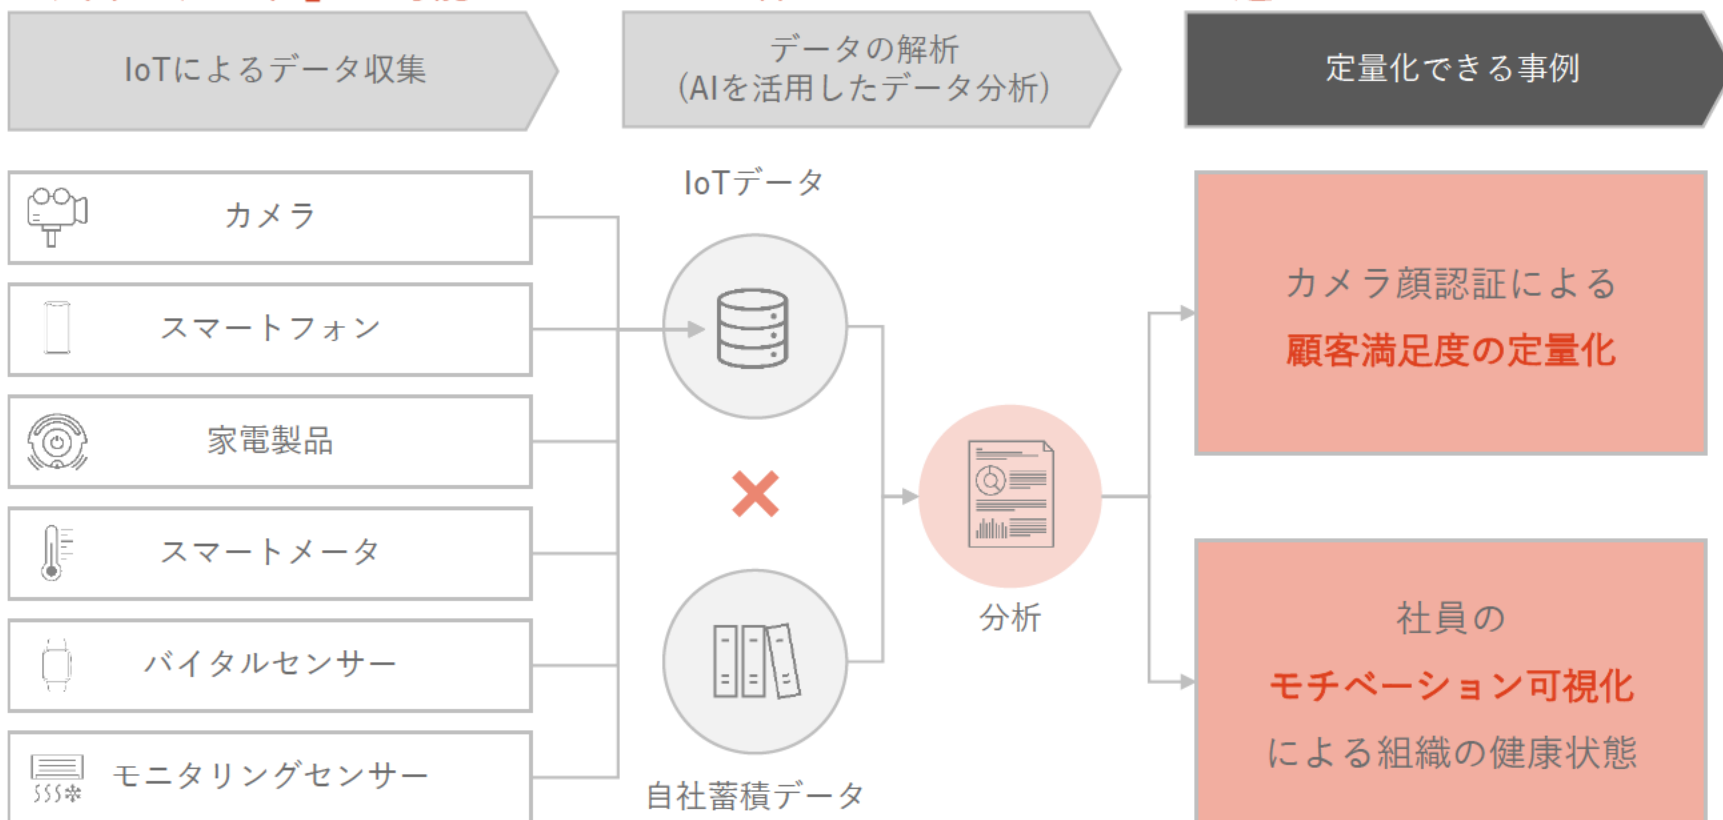 IoTによるデータ収集
データの解析
(AIを活用したデータ分析)
定量化できる事例
カメラ
スマートフォン
家電製品
スマートメータ
バイタルセンサー
モニタリングセンサー
IoTデータ
自社蓄積データ
分析
カメラ顔認証による
顧客満足度の定量化
社員の
モチベーション可視化
による組織の健康状態